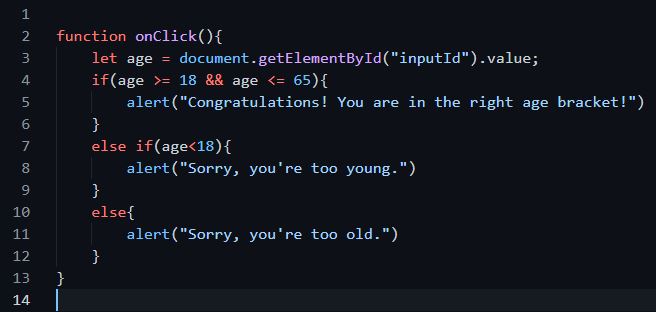 1
2 function onClick(){
3 let age = document.getElementById("inputId").value;
4 if(age >= 18 && age <= 65){
5 alert("Congratulations! You are in the right age bracket!")
6 }
7 else if(age<18){
8 alert("Sorry, you're too young.")
9 }
10 else{
11 alert("Sorry, you're too old.")
12 }
13 }
14